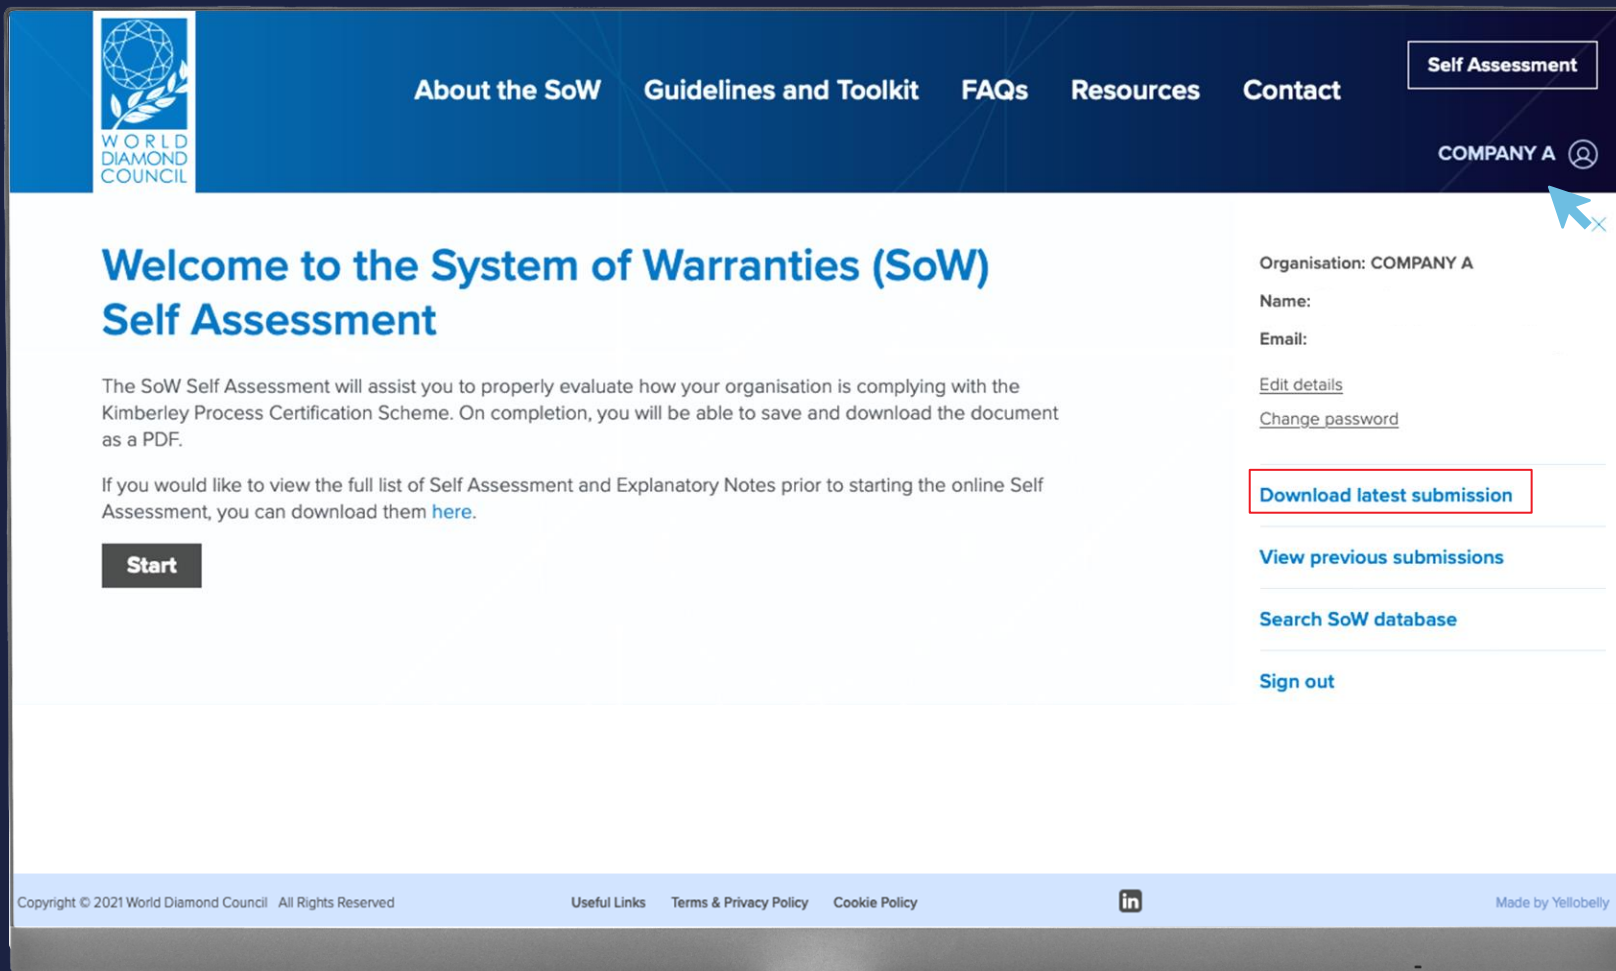 WORLD
DIAMOND
COUNCIL
About the SoW
Guidelines and Toolkit
FAQs
Resources
Contact
Self Assessment
COMPANY A
Welcome to the System of Warranties (SoW)
Self Assessment
The SoW Self Assessment will assist you to properly evaluate how your organisation is complying with the
Kimberley Process Certification Scheme. On completion, you will be able to save and download the document
as a PDF.
If you would like to view the full list of Self Assessment and Explanatory Notes prior to starting the online Self
Assessment, you can download them here.
Start
Organisation: COMPANY A
Name:
Email:
Edit details
Change password
Download latest submission
View previous submissions
Search SoW database
Sign out
Copyright © 2021 World Diamond Council All Rights Reserved
Useful Links
Terms & Privacy Policy
Cookie Policy
in
Made by Yellobelly